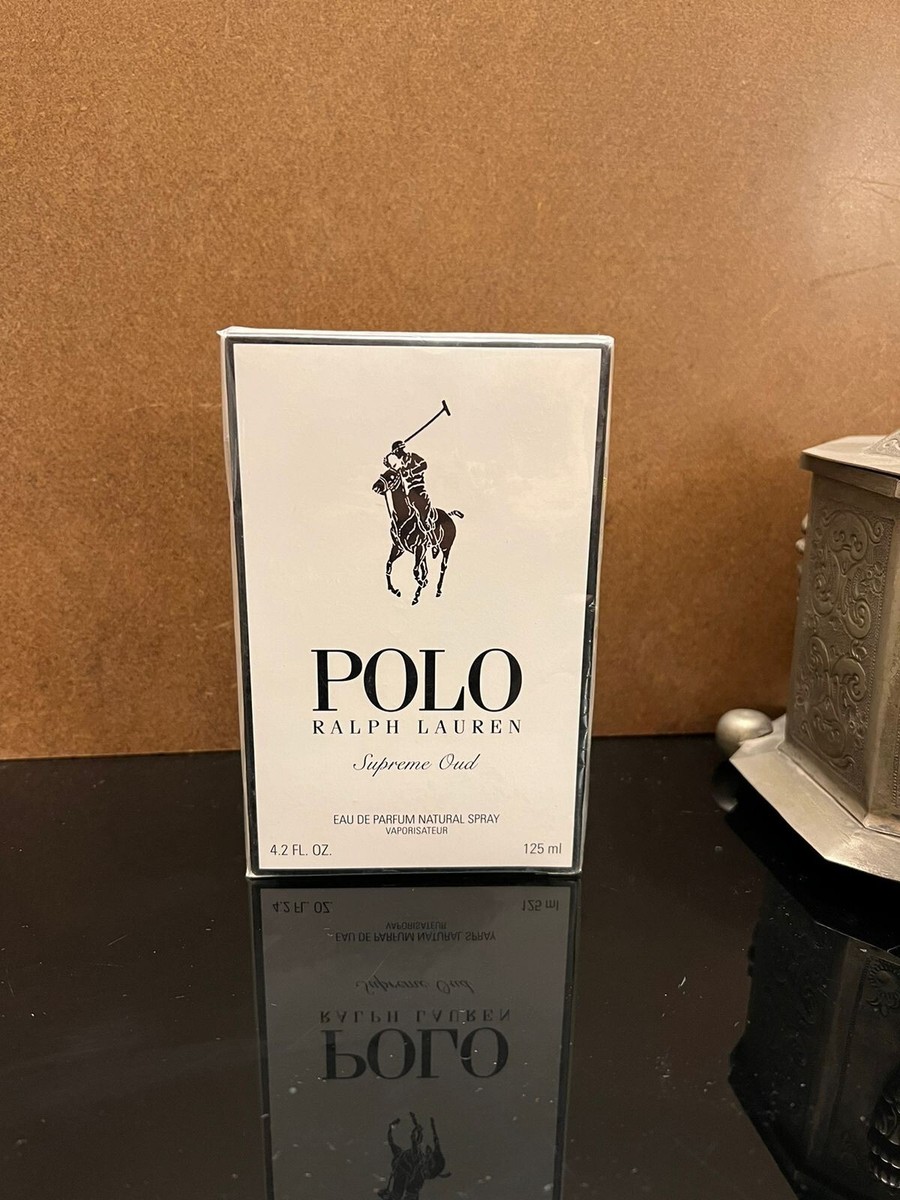 POLO
RALPH LAUREN
Supreme Oud
EAU DE PARFUM NATURAL SPRAY
VAPORISATEUR
4.2 FL. OZ. 125 ml